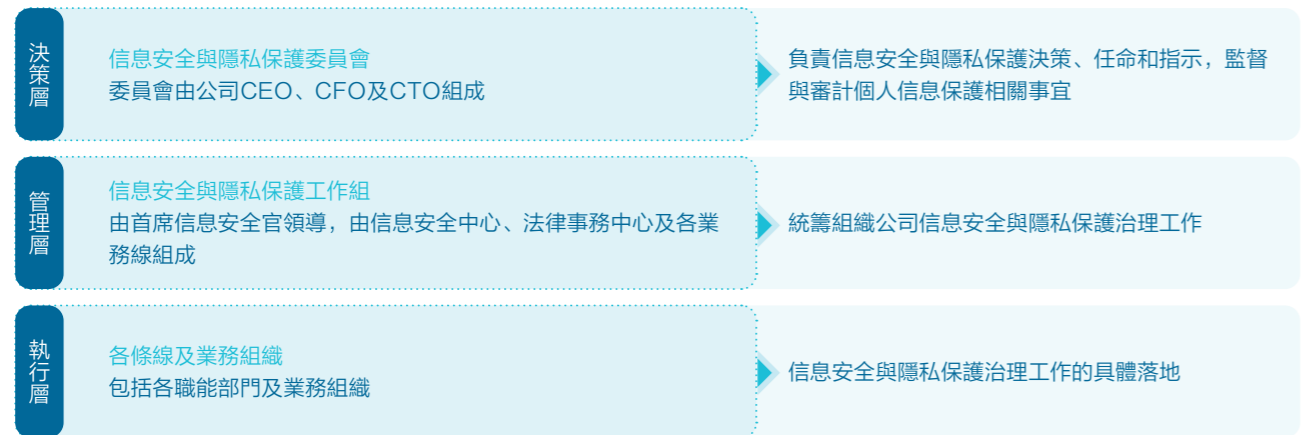 決策層
信息安全與隱私保護委員會
委員會由公司CEO、CFO及CTO組成
負責信息安全與隱私保護決策、任命和指示，監督
與審計個人信息保護相關事宜
管理層
信息安全與隱私保護工作組
由首席信息安全官領導，由信息安全中心、法律事務中心及各業
務線組成
統籌組織公司信息安全與隱私保護治理工作
執行層
各條線及業務組織
包括各職能部門及業務組織
信息安全與隱私保護治理工作的具體落地